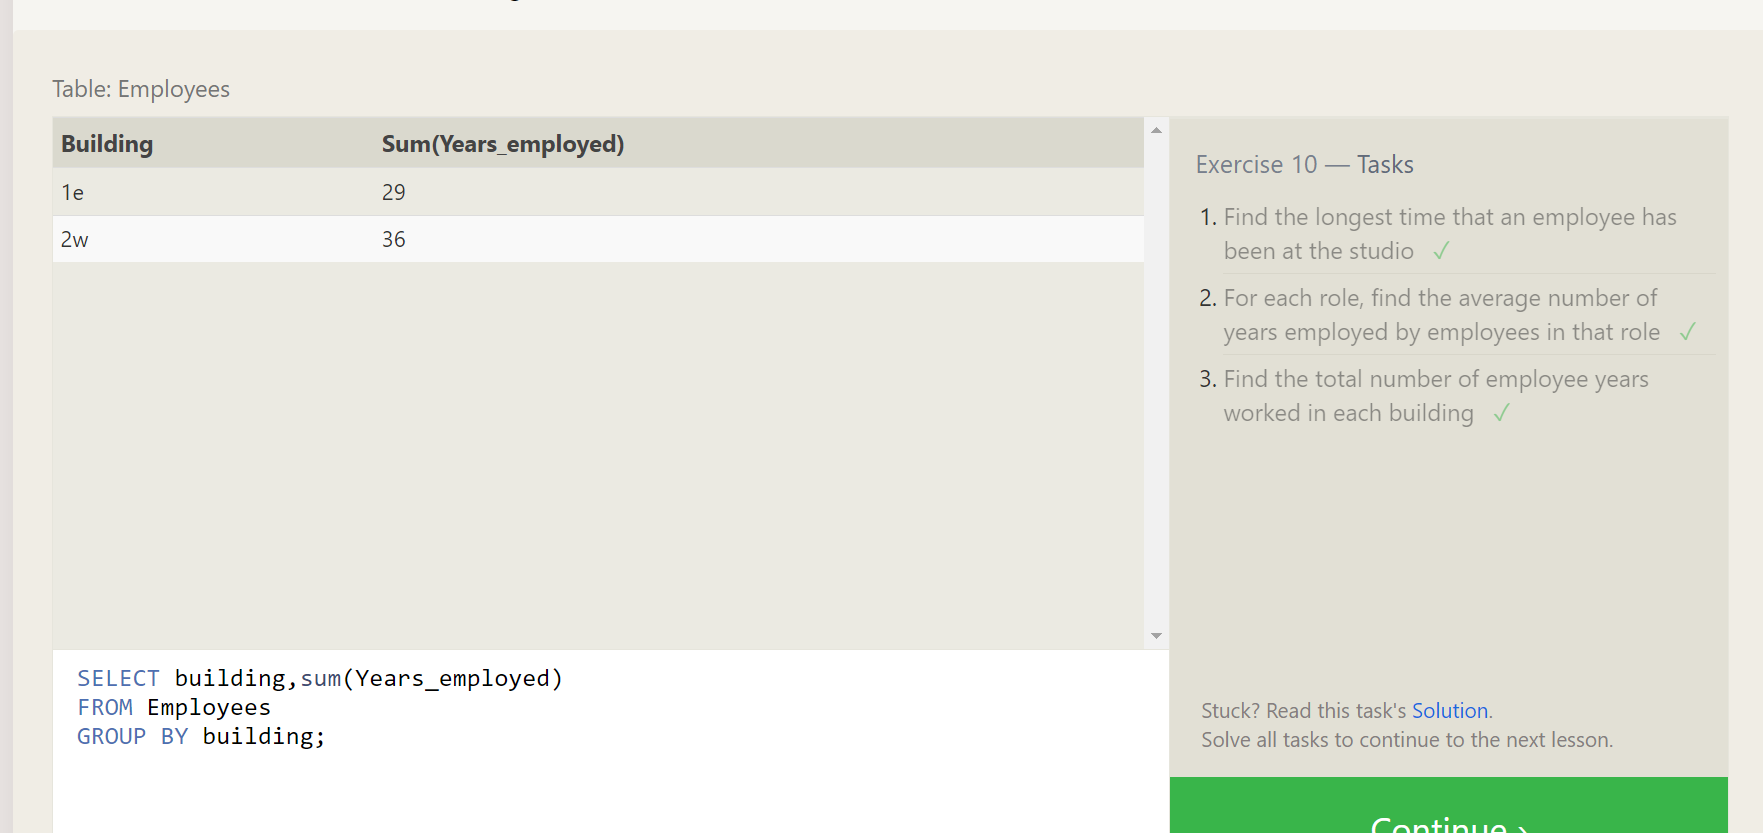 Table: Employees
Building Sum(Years_employed)
1e 29
2w 36
SELECT building,sum(Years_employed)
FROM Employees
GROUP BY building;
Exercise 10 — Tasks
1. Find the longest time that an employee has
been at the studio ✓
2. For each role, find the average number of
years employed by employees in that role ✓
3. Find the total number of employee years
worked in each building ✓
Stuck? Read this task's Solution.
Solve all tasks to continue to the next lesson.
Continue ›